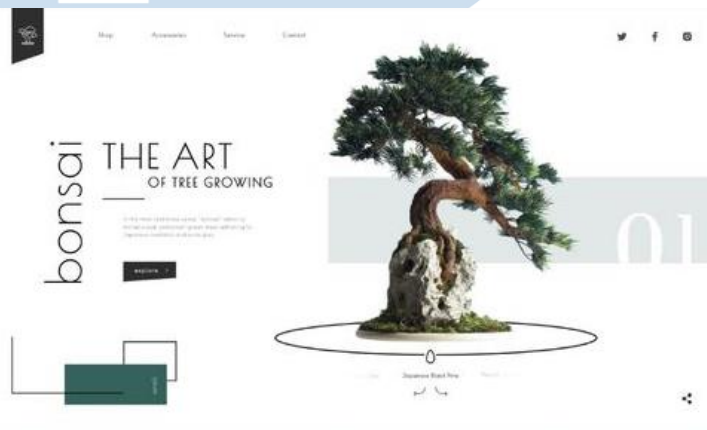 Shop Accessories Service Contact
bonsai
THE ART
OF TREE GROWING
explore
01
Japanese Black Pine